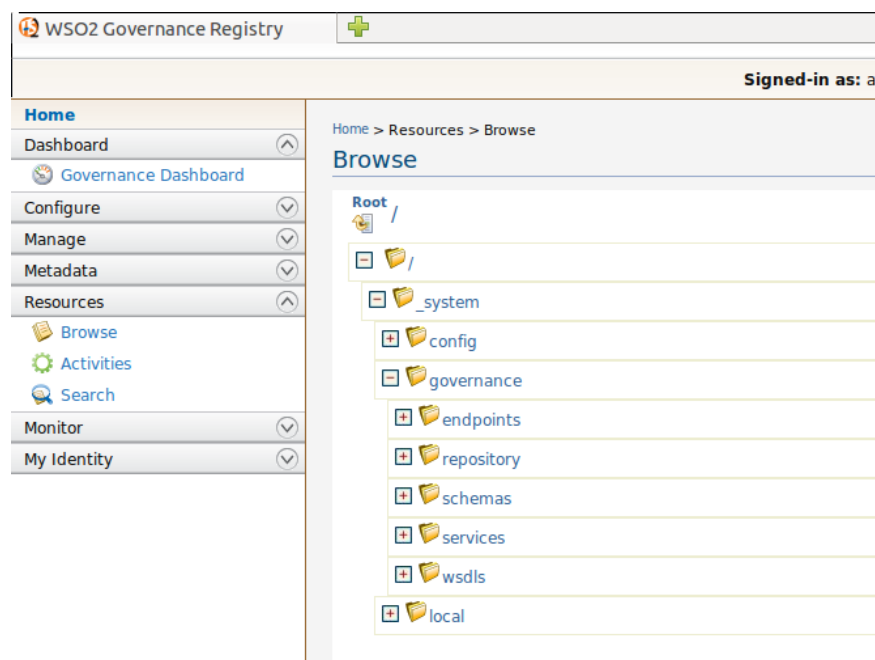 WSO2 Governance Registry
Signed-in as: a
Home
Dashboard
Governance Dashboard
Configure
Manage
Metadata
Resources
Browse
Activities
Search
Monitor
My Identity
Home > Resources > Browse
Browse
Root
/
/
_system
config
governance
endpoints
repository
schemas
services
wsdls
local